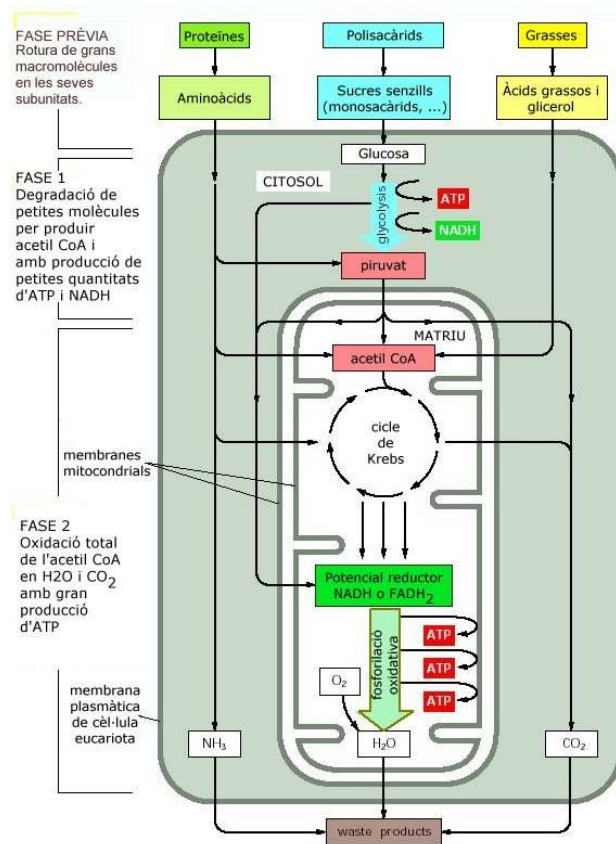 FASE PRÈVIA
Rotura de grans
macromolècules
en les seves
subunitats.
Proteïnes
Polisacàrids
Grasses
Aminoàcids
Sucres senzills
(monosacàrids, ...)
Àcids grassos i
glicerol
FASE 1
Degradació de
petites molècules
per produir
acetil CoA i
amb producció de
petites quantitats
d'ATP i NADH
Glucosa
CITOSOL
glycolysis
ATP
NADH
piruvat
MATRIU
acetil CoA
cicle
de
Krebs
membranes
mitocondrials
FASE 2
Oxidació total
de l'acetil CoA
en H2O i CO2
amb gran
producció
d'ATP
Potencial reductor
NADH o FADH2
fosforilació
oxidativa
ATP
ATP
ATP
O2
membrana
plasmàtica
de cèl·lula
eucariota
NH3
H2O
CO2
waste products